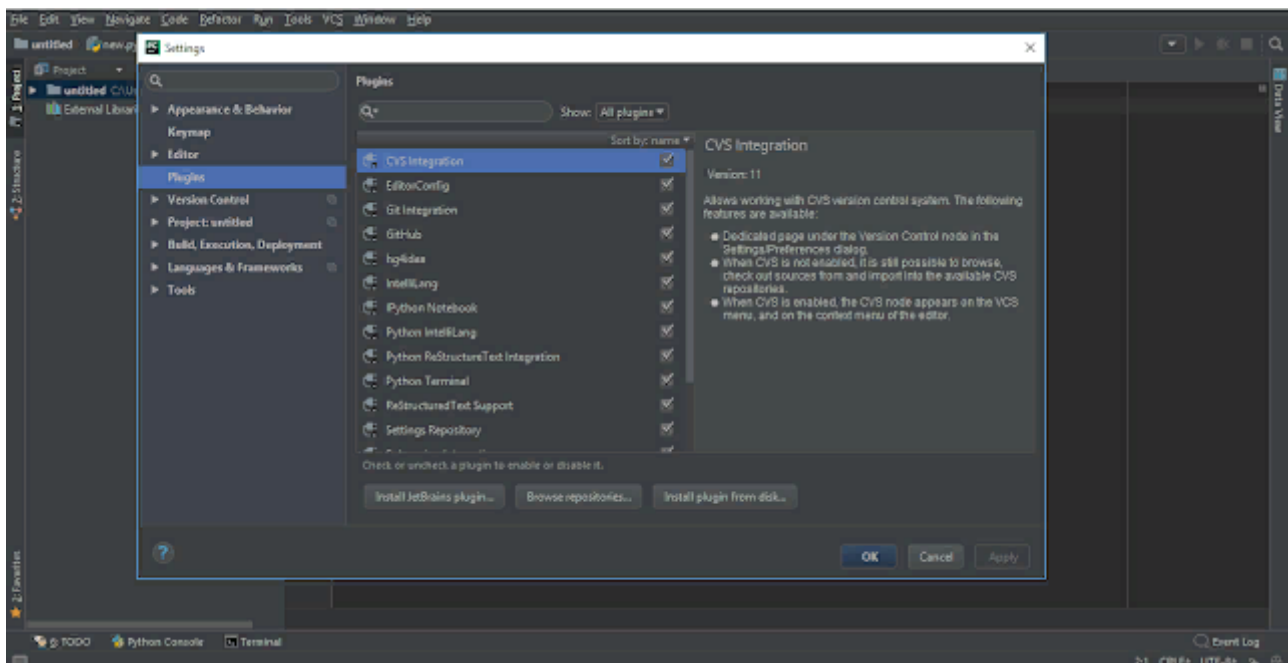 File Edit View Navigate Code Refactor Run Tools VCS Window Help
untitled new.py
Settings
1: Project
Project
untitled
External
2: Structure
2: Favorites
Appearance & Behavior
Keymap
Editor
Plugins
Version Control
Project: untitled
Build, Execution, Deployment
Languages & Frameworks
Tools
Plugins
Show: All plugins
Sort by: name
CVS Integration
EditorConfig
Git Integration
GitHub
hg4idea
IntelliLang
IPython Notebook
Python IntelliLang
Python ReStructureText Integration
Python Terminal
ReStructuredText Support
Settings Repository
Check or uncheck a plugin to enable or disable it.
Install JetBrains plugin... Browse repositories... Install plugin from disk...
CVS Integration
Version: 11
Allows working with CVS version control system. The following
features are available:
Dedicated page under the Version Control node in the
Settings/Preferences dialog.
When CVS is not enabled, it is still possible to browse,
check out sources from and import into the available CVS
repositories.
When CVS is enabled, the CVS node appears on the VCS
menu, and on the context menu of the editor.
?
OK Cancel Apply
Data View
6: TODO Python Console Terminal
Event Log